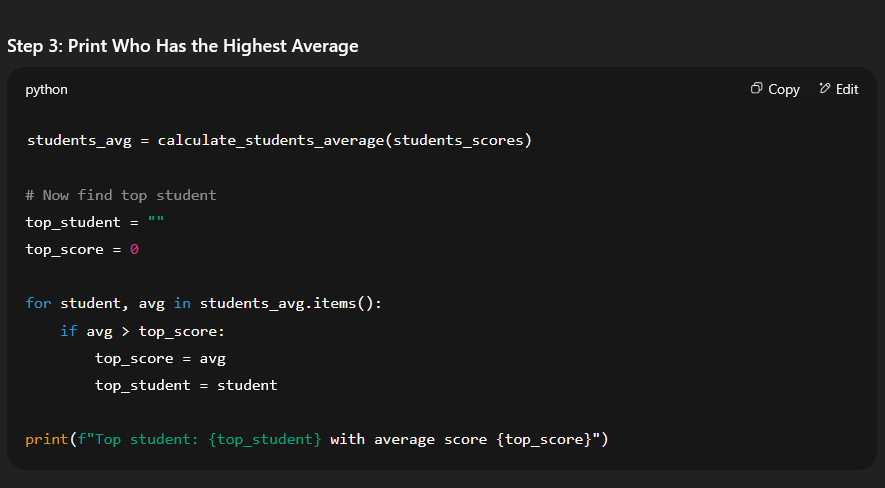 Step 3: Print Who Has the Highest Average
python
Copy
Edit
students_avg = calculate_students_average(students_scores)
# Now find top student
top_student = ""
top_score = 0
for student, avg in students_avg.items():
    if avg > top_score:
        top_score = avg
        top_student = student
print(f"Top student: {top_student} with average score {top_score}")